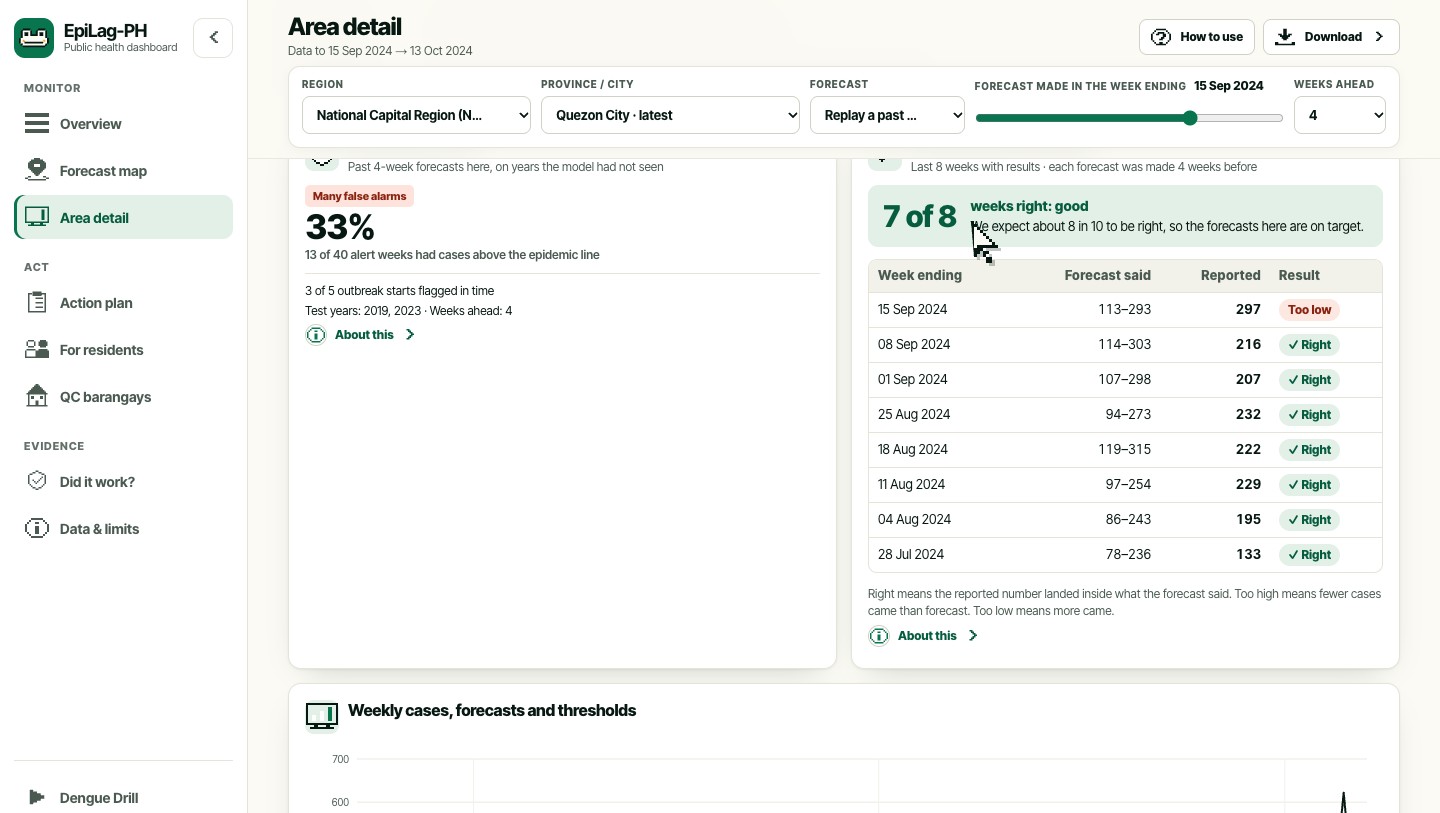 EpiLag-PH
Public health dashboard
MONITOR
Overview
Forecast map
Area detail
ACT
Action plan
For residents
QC barangays
EVIDENCE
Did it work?
Data & limits
Dengue Drill
Area detail
Data to 15 Sep 2024 → 13 Oct 2024
How to use
Download
REGION
National Capital Region (N...
PROVINCE / CITY
Quezon City · latest
FORECAST
Replay a past ...
FORECAST MADE IN THE WEEK ENDING 15 Sep 2024
WEEKS AHEAD
4
Past 4-week forecasts here, on years the model had not seen
Many false alarms
33%
13 of 40 alert weeks had cases above the epidemic line
3 of 5 outbreak starts flagged in time
Test years: 2019, 2023 · Weeks ahead: 4
About this
Last 8 weeks with results · each forecast was made 4 weeks before
7 of 8
weeks right: good
We expect about 8 in 10 to be right, so the forecasts here are on target.
Week ending Forecast said Reported Result
15 Sep 2024 113–293 297 Too low
08 Sep 2024 114–303 216 ✓ Right
01 Sep 2024 107–298 207 ✓ Right
25 Aug 2024 94–273 232 ✓ Right
18 Aug 2024 119–315 222 ✓ Right
11 Aug 2024 97–254 229 ✓ Right
04 Aug 2024 86–243 195 ✓ Right
28 Jul 2024 78–236 133 ✓ Right
Right means the reported number landed inside what the forecast said. Too high means fewer cases
came than forecast. Too low means more came.
About this
Weekly cases, forecasts and thresholds
700
600